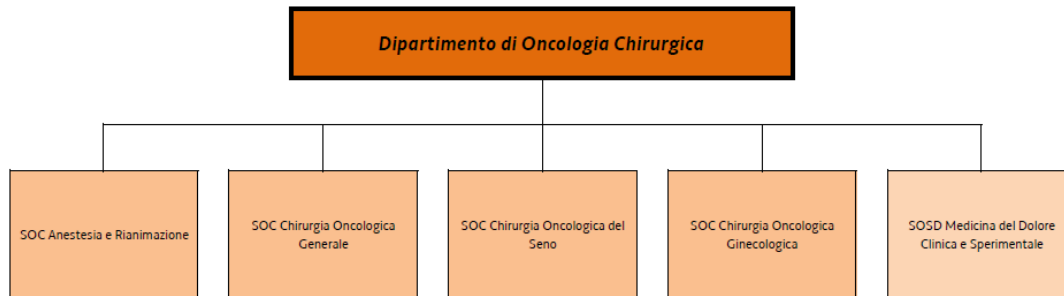 Dipartimento di Oncologia Chirurgica
SOC Anestesia e Rianimazione
SOC Chirurgia Oncologica
Generale
SOC Chirurgia Oncologica del
Seno
SOC Chirurgia Oncologica
Ginecologica
SOSD Medicina del Dolore
Clinica e Sperimentale